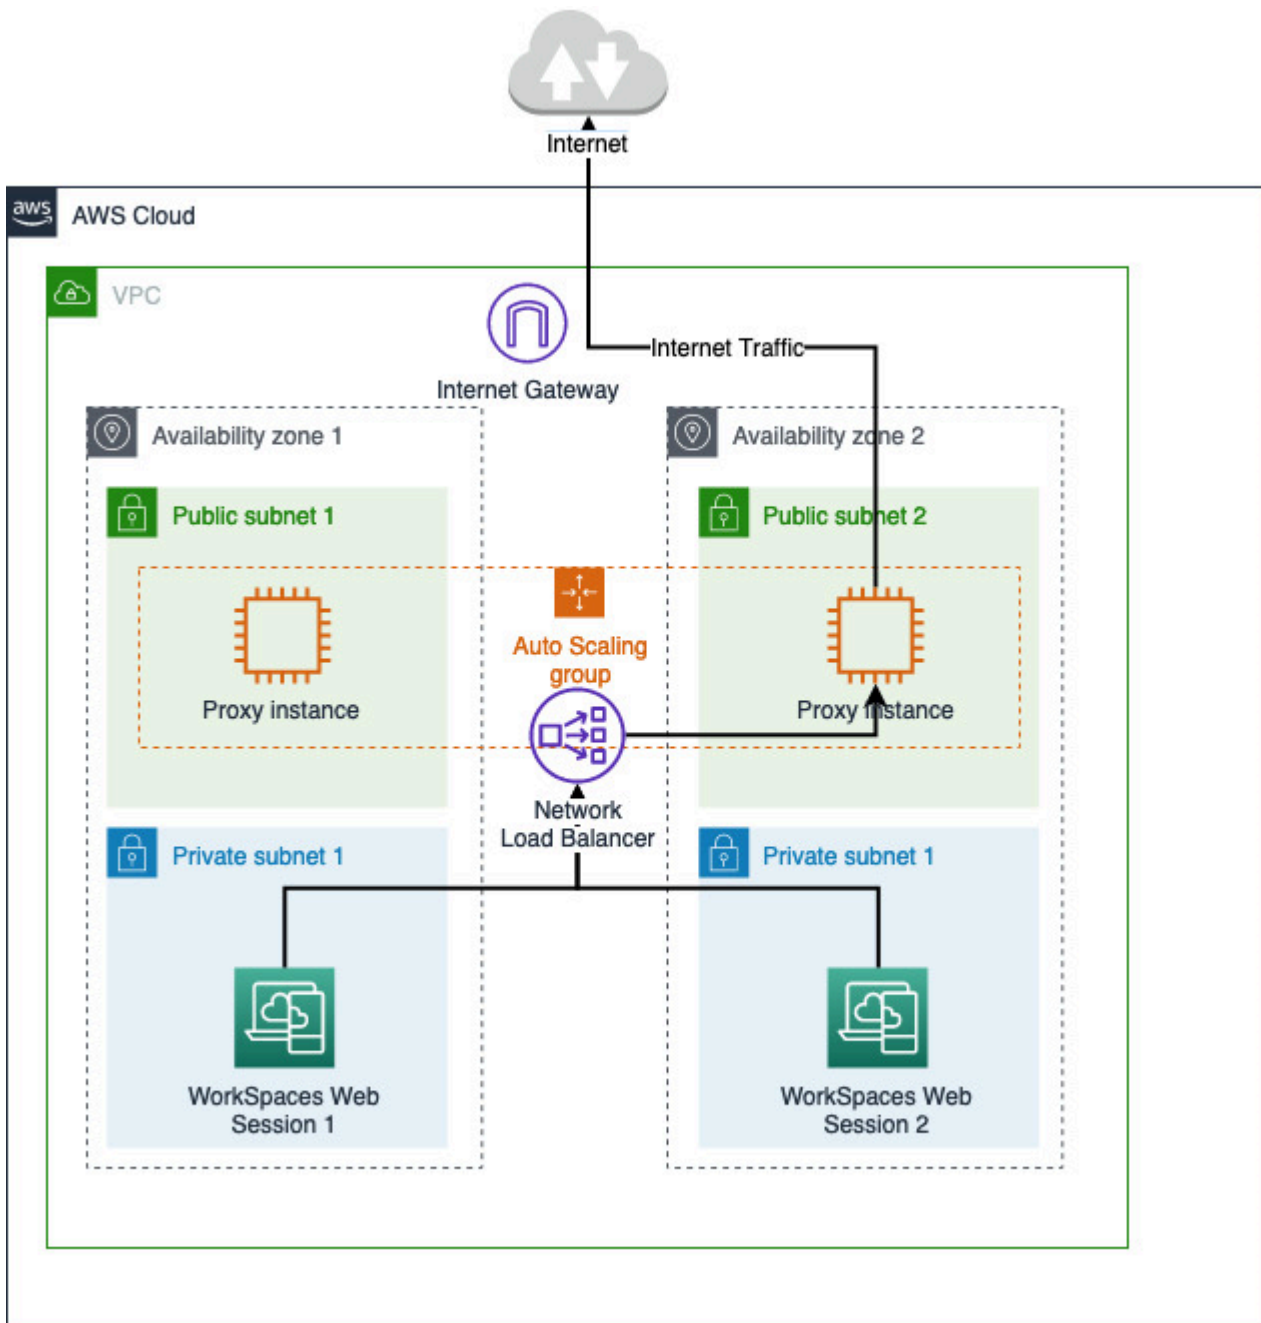 Internet
aws
AWS Cloud
VPC
Internet Traffic
Internet Gateway
Availability zone 1
Availability zone 2
Public subnet 1
Public subnet 2
Auto Scaling
group
Proxy instance
Proxy instance
Network
Load Balancer
Private subnet 1
Private subnet 1
WorkSpaces Web
Session 1
WorkSpaces Web
Session 2